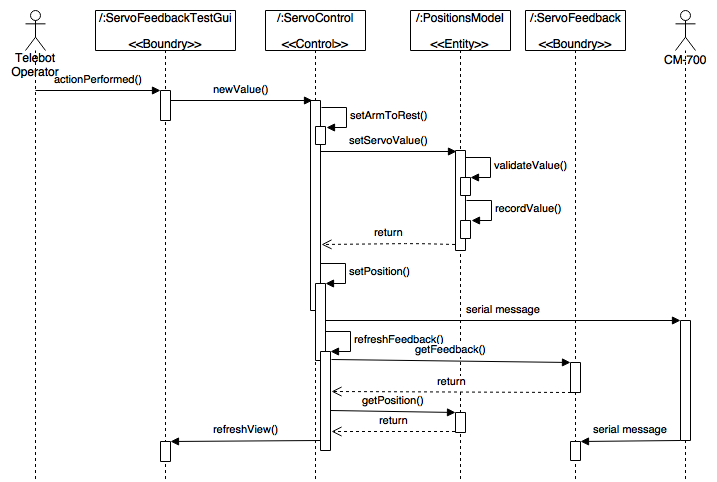 /:ServoFeedbackTestGui
<<Boundry>>
/:ServoControl
<<Control>>
/:PositionsModel
<<Entity>>
/:ServoFeedback
<<Boundry>>
Telebot
Operator
CM-700
actionPerformed()
newValue()
setArmToRest()
setServoValue()
validateValue()
recordValue()
return
setPosition()
serial message
refreshFeedback()
getFeedback()
return
getPosition()
return
refreshView()
serial message